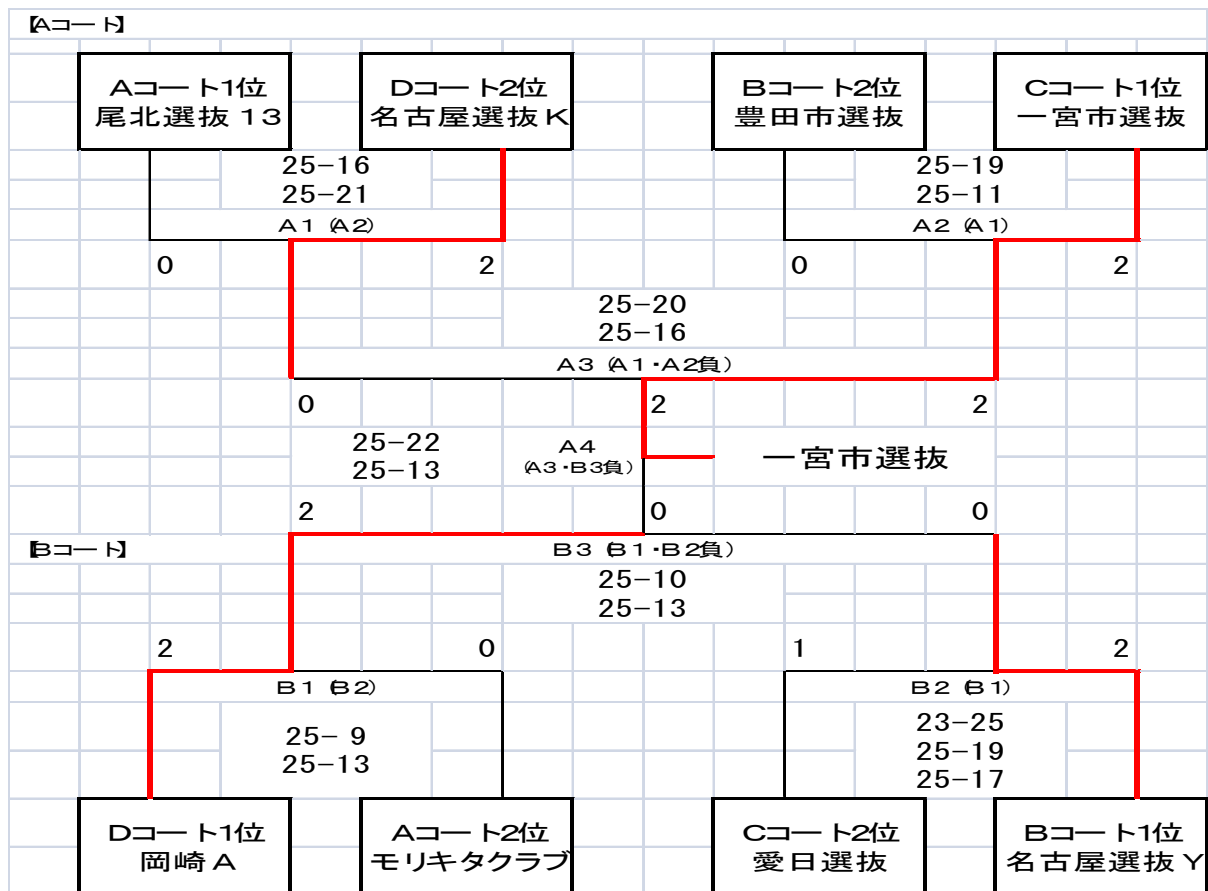 【Aコート】
Aコート1位
尾北選抜13
Dコート2位
名古屋選抜K
Bコート2位
豊田市選抜
Cコート1位
一宮市選抜
25-16
25-21
25-19
25-11
A1(A2)
A2(A1)
0
2
0
2
25-20
25-16
A3(A1・A2負)
0
2
2
25-22
25-13
A4
(A3・B3負)
一宮市選抜
2
0
0
【Bコート】
B3(B1・B2負)
25-10
25-13
2
0
1
2
B1(B2)
B2(B1)
25- 9
25-13
23-25
25-19
25-17
Dコート1位
岡崎A
Aコート2位
モリキタクラブ
Cコート2位
愛日選抜
Bコート1位
名古屋選抜Y